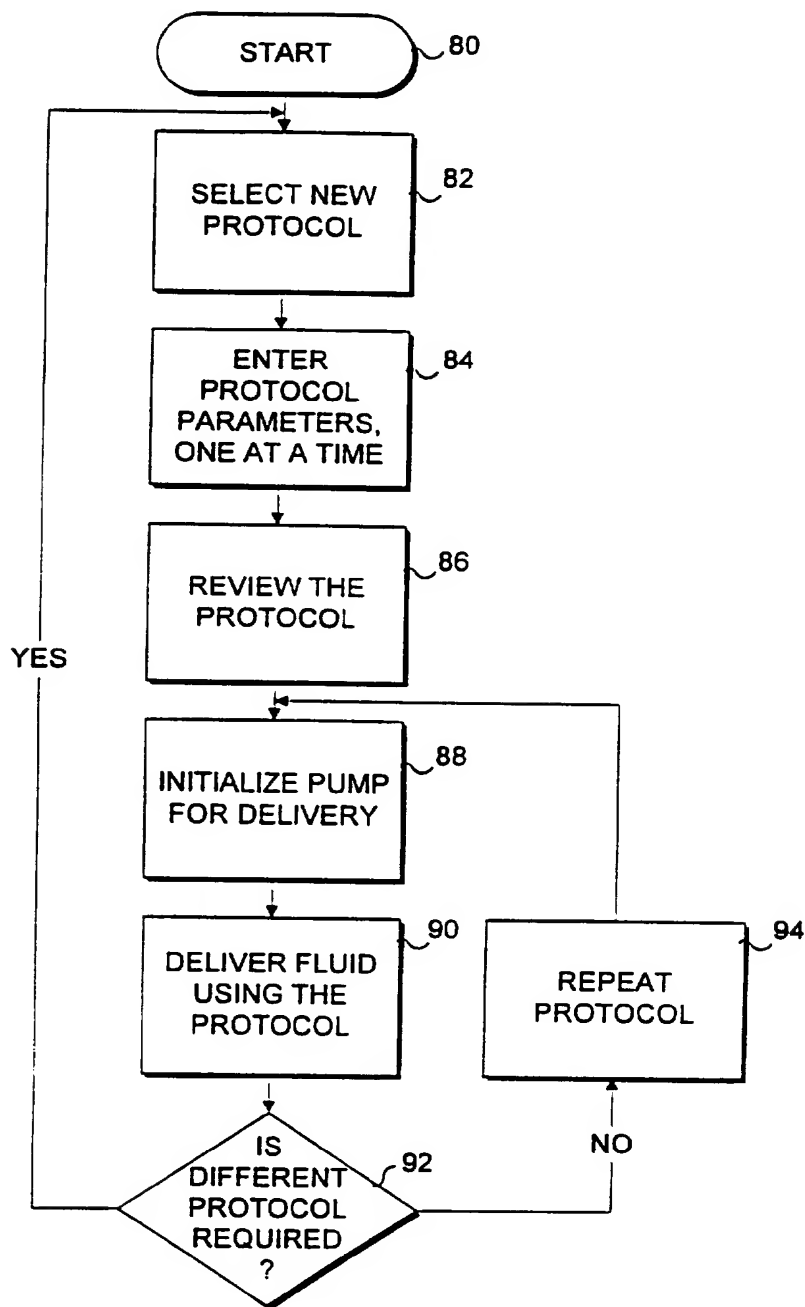 START
80
SELECT NEW
PROTOCOL
82
ENTER
PROTOCOL
PARAMETERS,
ONE AT A TIME
84
REVIEW THE
PROTOCOL
86
YES
INITIALIZE PUMP
FOR DELIVERY
88
DELIVER FLUID
USING THE
PROTOCOL
90
REPEAT
PROTOCOL
94
IS
DIFFERENT
PROTOCOL
REQUIRED
?
92
NO